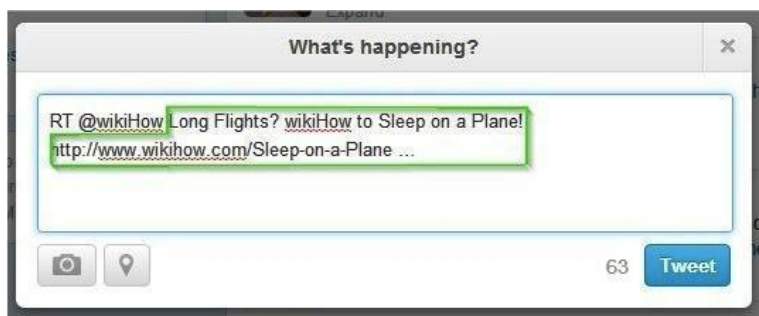 Expand
What's happening?
RT @wikiHow Long Flights? wikiHow to Sleep on a Plane!
http://www.wikihow.com/Sleep-on-a-Plane ...
63 Tweet